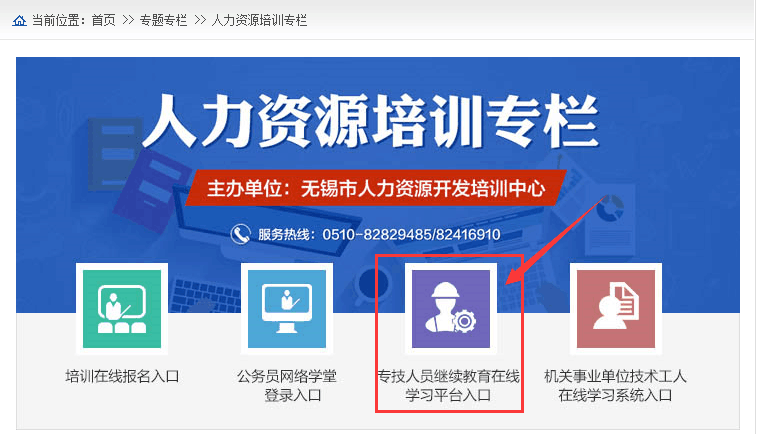 当前位置：首页 >> 专题专栏 >> 人力资源培训专栏
人力资源培训专栏
主办单位：无锡市人力资源开发培训中心
服务热线：0510-82829485/82416910
培训在线报名入口
公务员网络学堂
登录入口
专技人员继续教育在线
学习平台入口
机关事业单位技术工人
在线学习系统入口